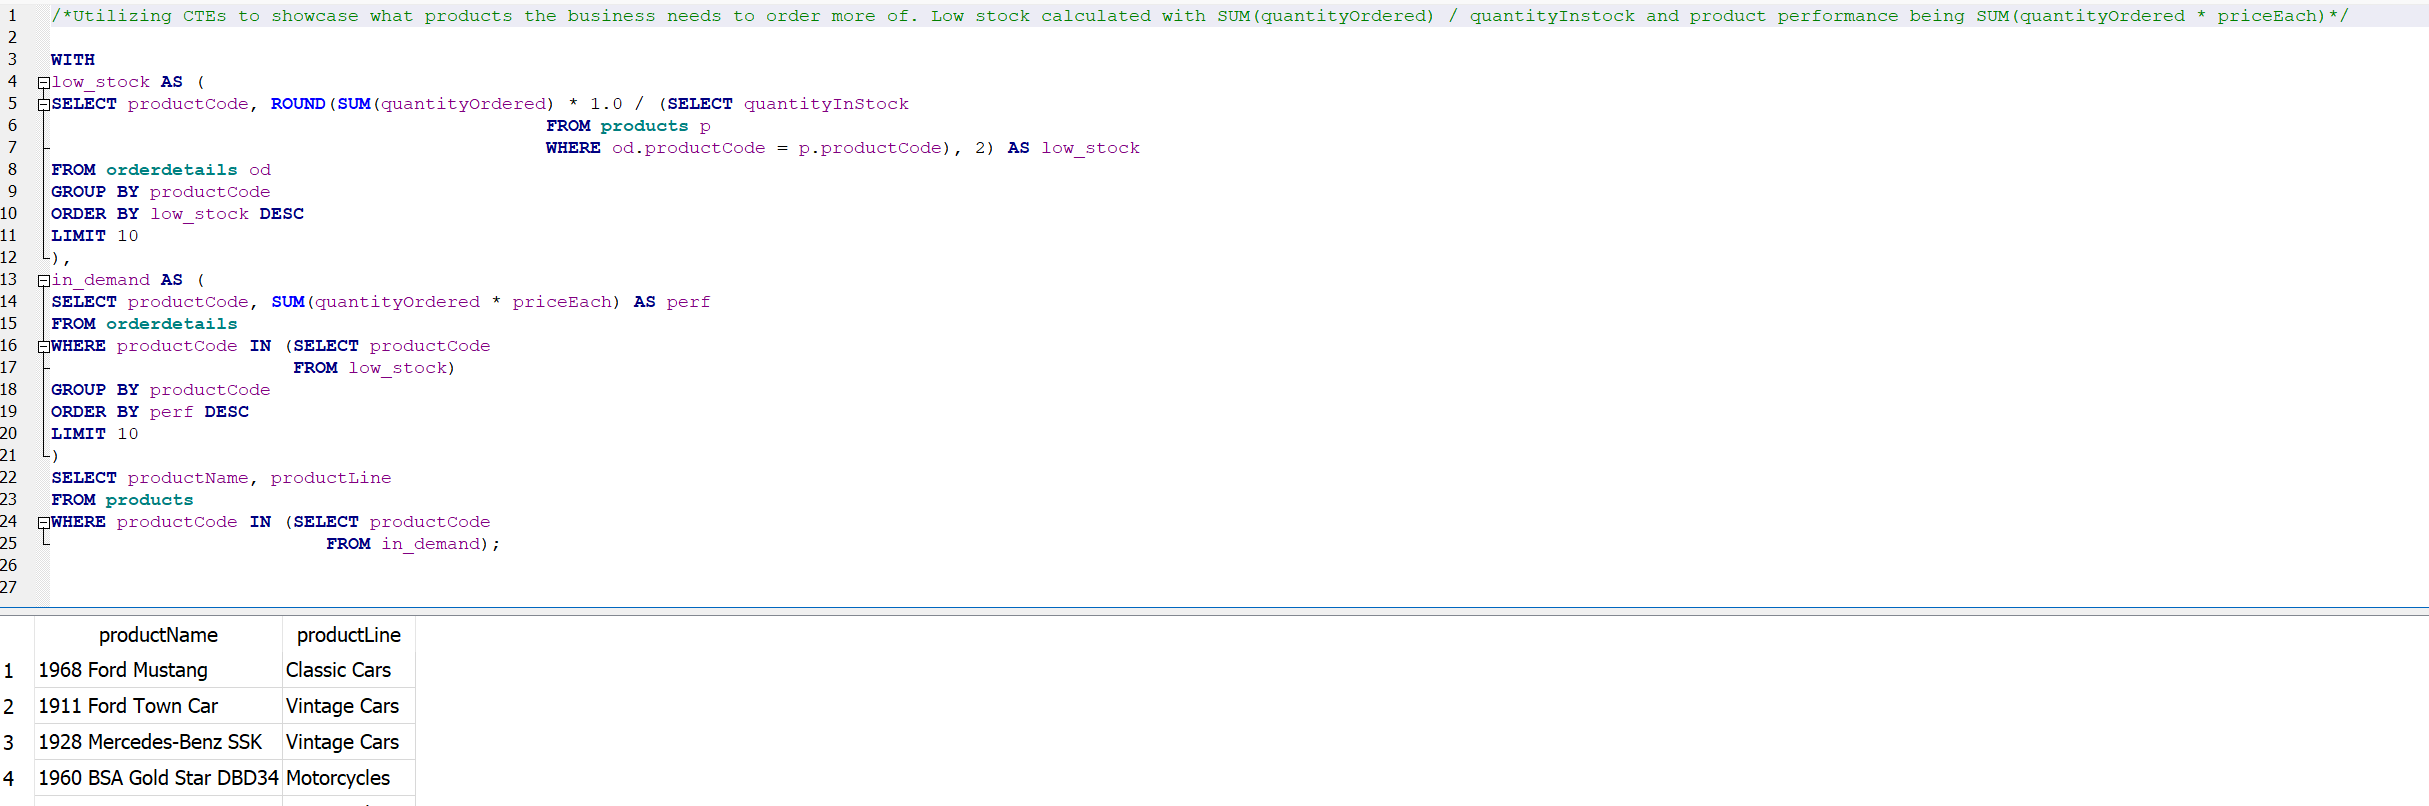 1 /*Utilizing CTEs to showcase what products the business needs to order more of. Low stock calculated with SUM(quantityOrdered) / quantityInstock and product performance being SUM(quantityOrdered * priceEach)*/
2
3 WITH
4 low_stock AS (
5 SELECT productCode, ROUND(SUM(quantityOrdered) * 1.0 / (SELECT quantityInStock
6 FROM products p
7 WHERE od.productCode = p.productCode), 2) AS low_stock
8 FROM orderdetails od
9 GROUP BY productCode
10 ORDER BY low_stock DESC
11 LIMIT 10
12 ),
13 in_demand AS (
14 SELECT productCode, SUM(quantityOrdered * priceEach) AS perf
15 FROM orderdetails
16 WHERE productCode IN (SELECT productCode
17 FROM low_stock)
18 GROUP BY productCode
19 ORDER BY perf DESC
20 LIMIT 10
21 )
22 SELECT productName, productLine
23 FROM products
24 WHERE productCode IN (SELECT productCode
25 FROM in_demand);
26
27
productName productLine
1 1968 Ford Mustang Classic Cars
2 1911 Ford Town Car Vintage Cars
3 1928 Mercedes-Benz SSK Vintage Cars
4 1960 BSA Gold Star DBD34 Motorcycles